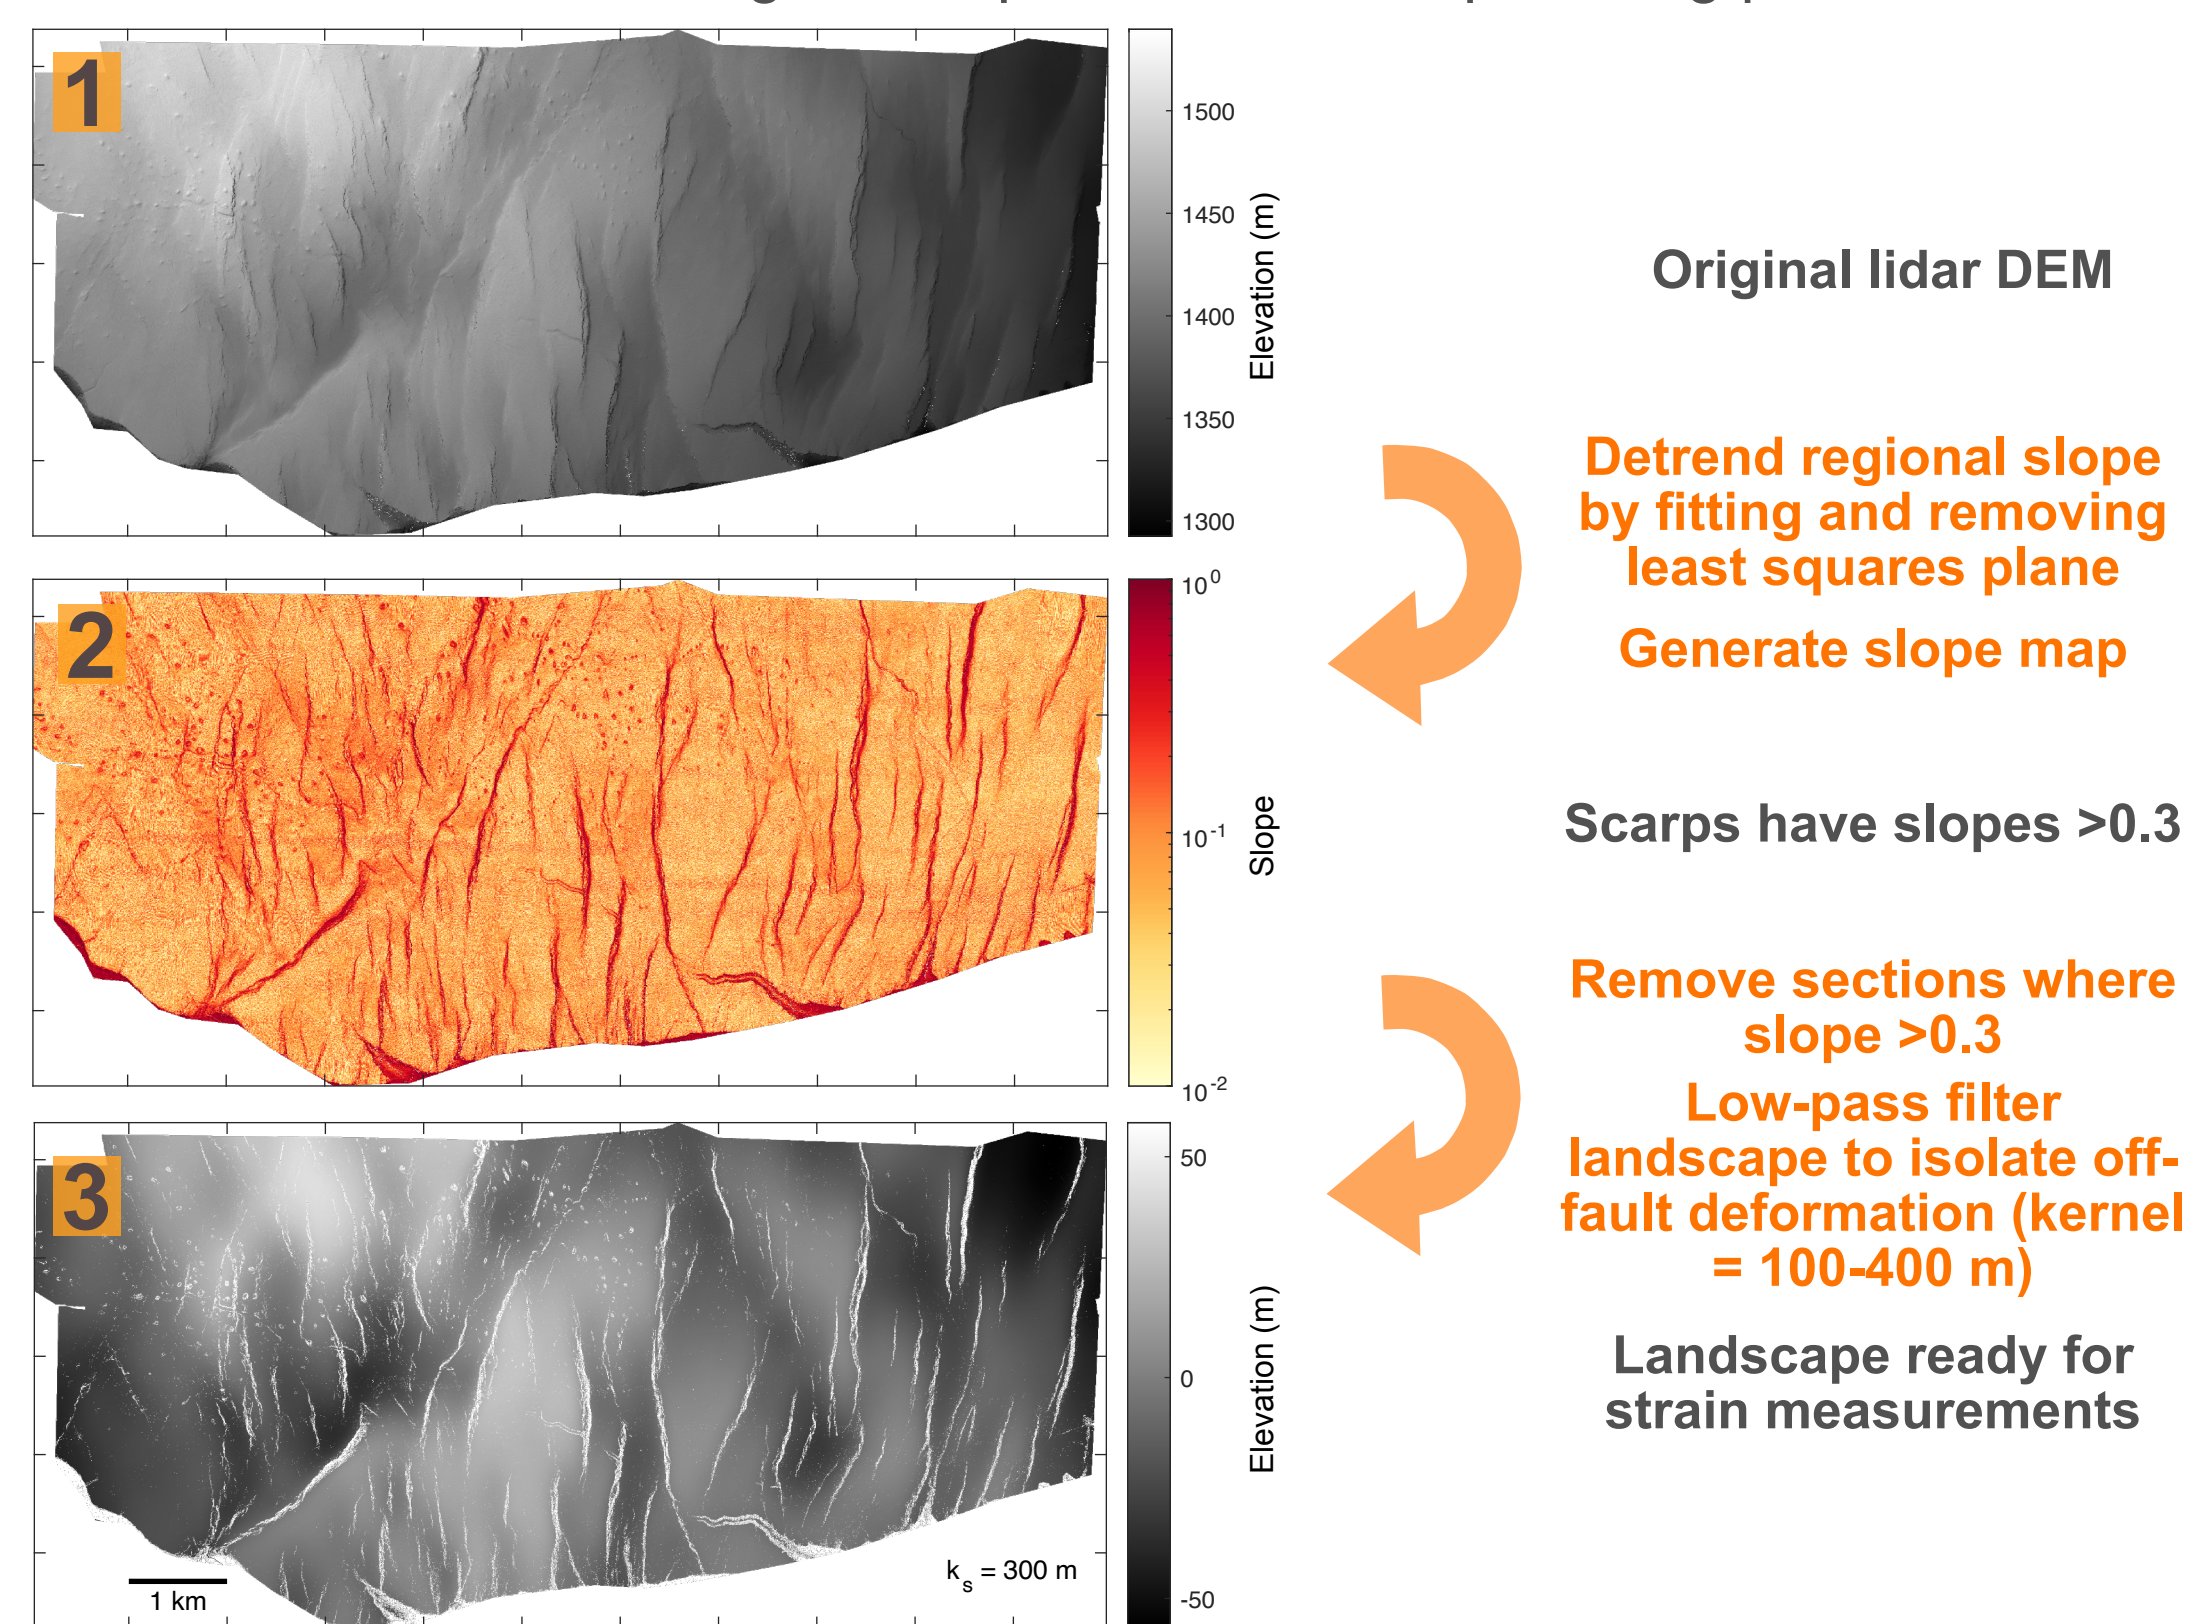 1
1500
1450
1400
1350
1300
Elevation (m)
Original lidar DEM
Detrend regional slope
by fitting and removing
least squares plane
Generate slope map
2
10^0
10^-1
10^-2
Slope
Scarps have slopes >0.3
Remove sections where
slope >0.3
Low-pass filter
landscape to isolate off-
fault deformation (kernel
= 100-400 m)
3
50
0
-50
Elevation (m)
k_s = 300 m
1 km
Landscape ready for
strain measurements